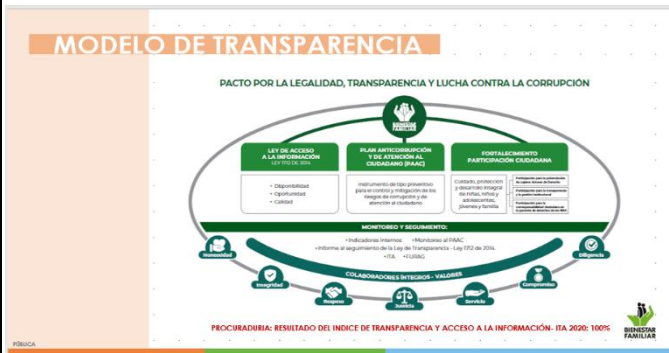 MODELO DE TRANSPARENCIA
PACTO POR LA LEGALIDAD, TRANSPARENCIA Y LUCHA CONTRA LA CORRUPCIÓN
BIENESTAR
FAMILIAR
LEY DE ACCESO
A LA INFORMACIÓN
LEY 1712 DE 2014
PLAN ANTICORRUPCIÓN
Y DE ATENCIÓN AL
CIUDADANO (PAAC)
FORTALECIMIENTO
PARTICIPACIÓN CIUDADANA
• Disponibilidad
• Oportunidad
• Calidad
Instrumento de tipo preventivo
para el control y mitigación de los
riesgos de corrupción y de
atención al ciudadano
Cuidado, protección
y desarrollo integral
de niñas, niños y
adolescentes,
jóvenes y familia
MONITOREO Y SEGUIMIENTO:
•Indicadores Internos •Monitoreo al PAAC
•Informe al seguimiento de la Ley de Transparencia - Ley 1712 de 2014
•ITA •FURAG
COLABORADORES ÍNTEGROS - VALORES
Honestidad
Integridad
Respeto
Justicia
Servicio
Compromiso
Diligencia
PROCURADURIA: RESULTADO DEL INDICE DE TRANSPARENCIA Y ACCESO A LA INFORMACIÓN- ITA 2020: 100%
BIENESTAR
FAMILIAR
PÚBLICA